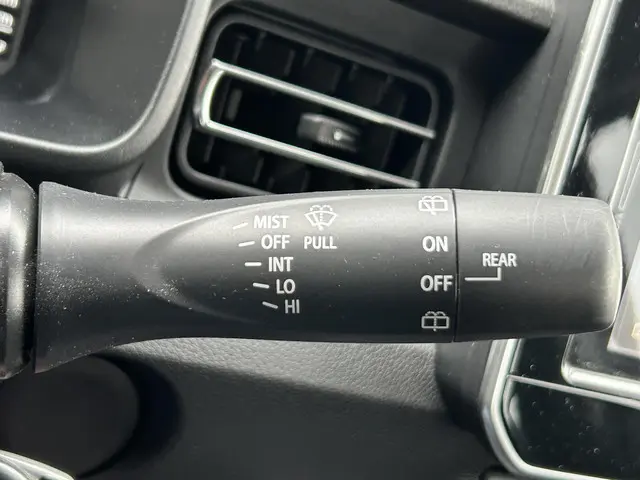 MIST
OFF PULL
INT
LO
HI
ON
OFF
REAR